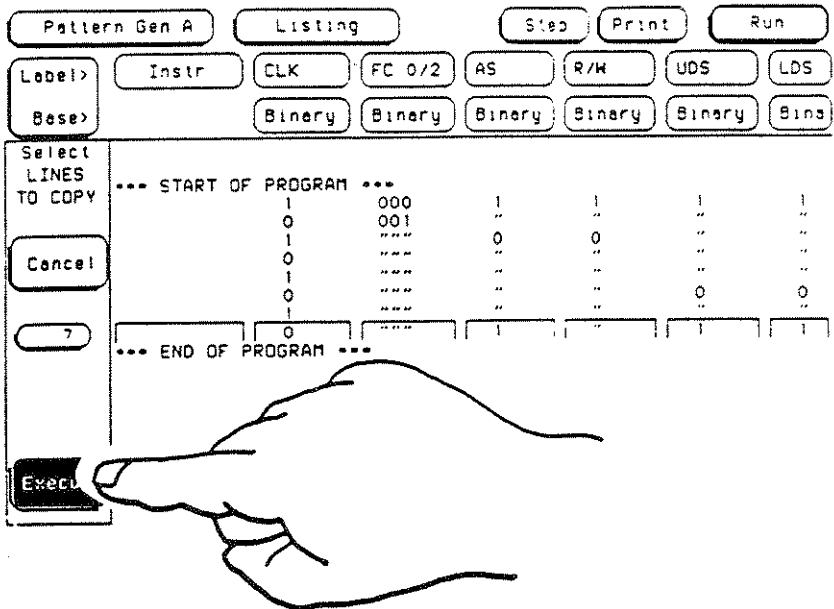 Pattern Gen A Listing Step Print Run
Label> Instr CLK FC 0/2 AS R/W UDS LDS
Base> Binary Binary Binary Binary Binary Bina
Select
LINES
TO COPY
*** START OF PROGRAM ***
1 000 1 1 1 1
0 001 " " " "
1 """ 0 0 " "
Cancel
0 """ " " " "
1 """ " " " "
0 """ " " 0 0
1 """ " " " "
7
0 """ 1 " 1 1
*** END OF PROGRAM ***
Execu